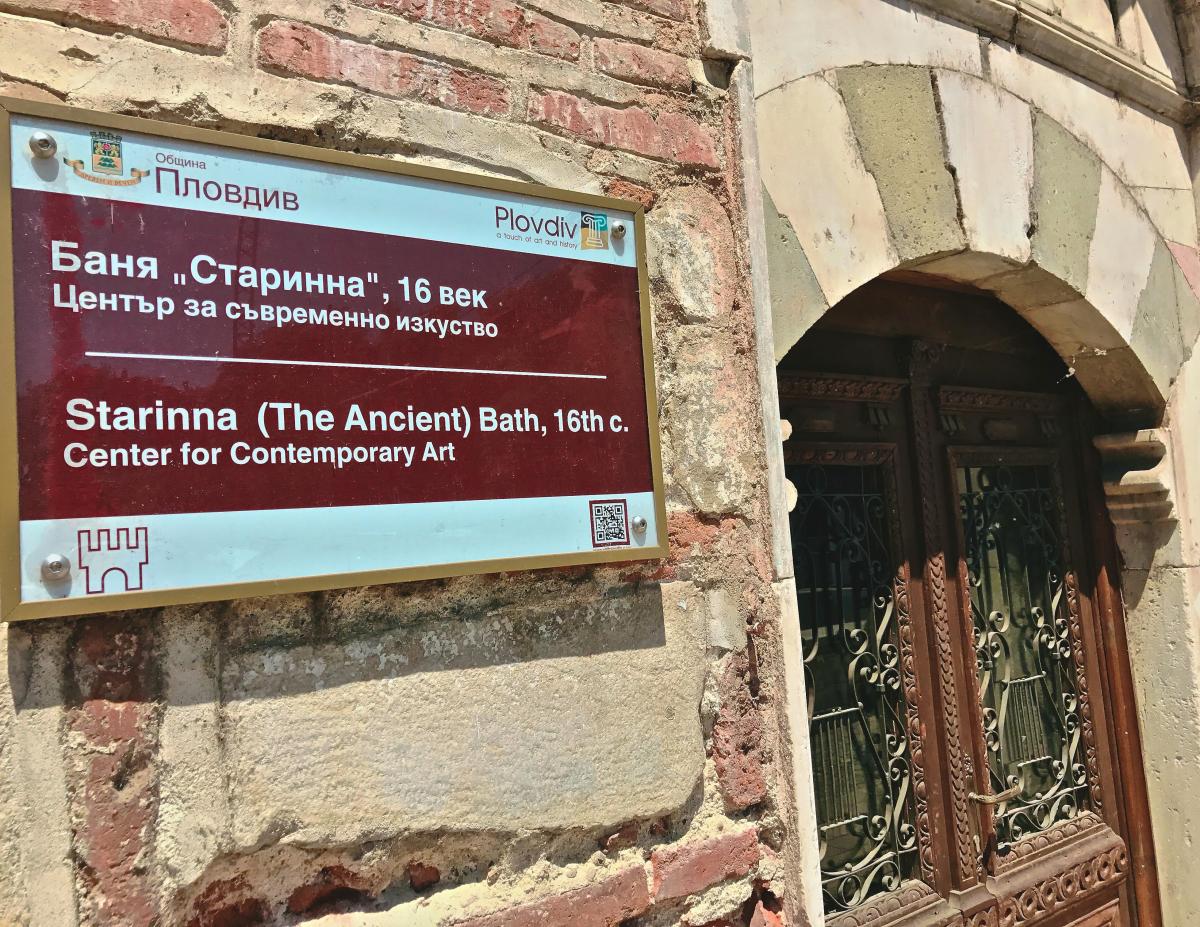 Община
Пловдив
Plovdiv
a touch of art and history
Баня „Старинна", 16 век
Център за съвременно изкуство
Starinna (The Ancient) Bath, 16th c.
Center for Contemporary Art